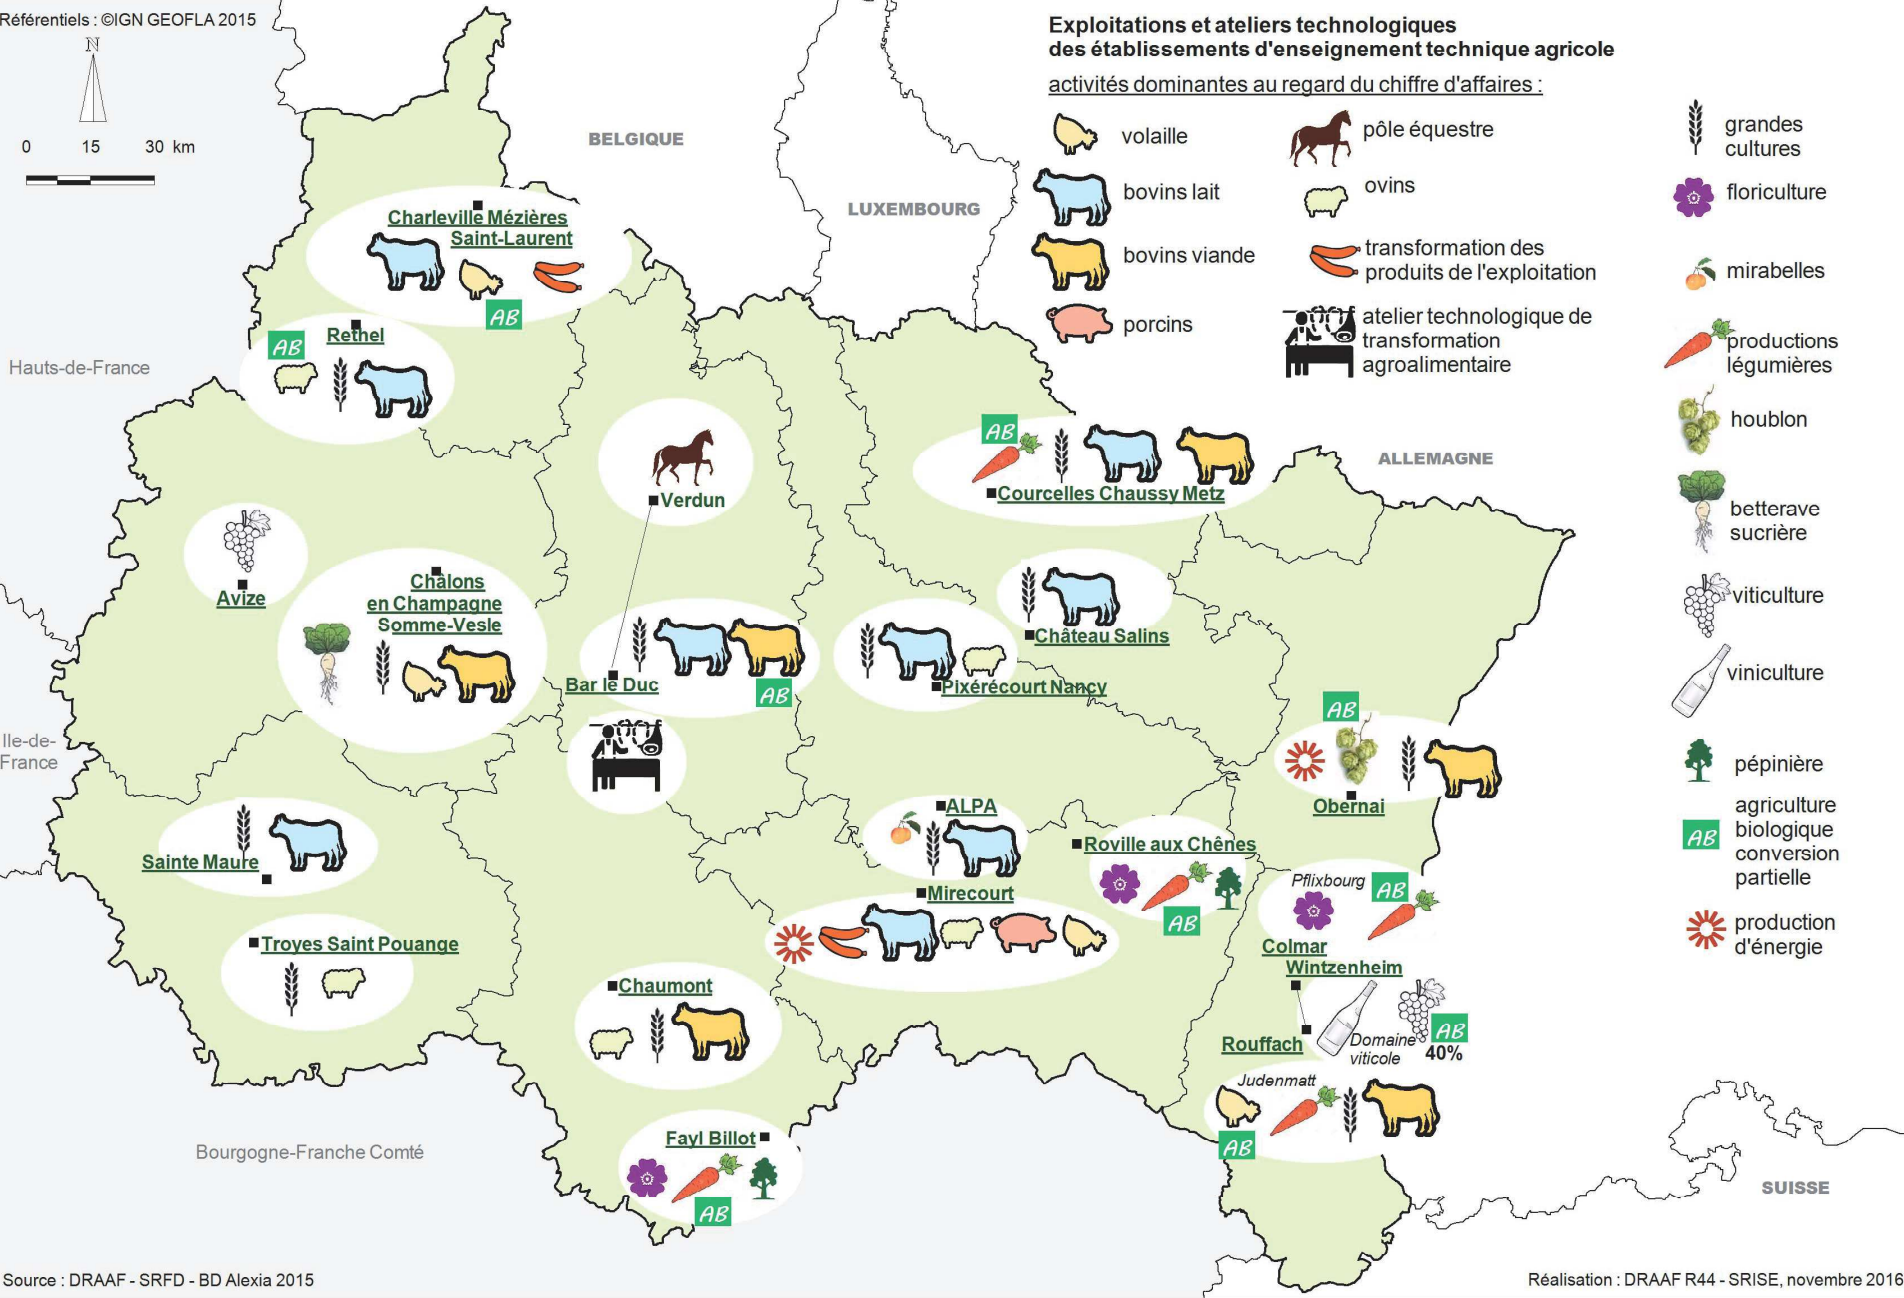 Référentiels : ©IGN GEOFLA 2015
N
0 15 30 km
Exploitations et ateliers technologiques
des établissements d'enseignement technique agricole
activités dominantes au regard du chiffre d'affaires :
volaille
bovins lait
bovins viande
porcins
pôle équestre
ovins
transformation des
produits de l'exploitation
atelier technologique de
transformation
agroalimentaire
grandes
cultures
floriculture
mirabelles
productions
légumières
houblon
betterave
sucrière
viticulture
viniculture
pépinière
AB
agriculture
biologique
conversion
partielle
production
d'énergie
BELGIQUE
LUXEMBOURG
ALLEMAGNE
SUISSE
Hauts-de-France
Ile-de-
France
Bourgogne-Franche Comté
Charleville Mézières
Saint-Laurent
AB
AB
Rethel
Verdun
AB
Courcelles Chaussy Metz
Avize
Châlons
en Champagne
Somme-Vesle
Château Salins
Bar le Duc
AB
Pixérécourt Nancy
AB
Obernai
Sainte Maure
ALPA
Roville aux Chênes
AB
Mirecourt
Pflixbourg
AB
Colmar
Wintzenheim
Troyes Saint Pouange
Chaumont
Rouffach
Domaine
viticole
AB
40%
Judenmatt
AB
Fayl Billot
AB
Source : DRAAF - SRFD - BD Alexia 2015
Réalisation : DRAAF R44 - SRISE, novembre 2016